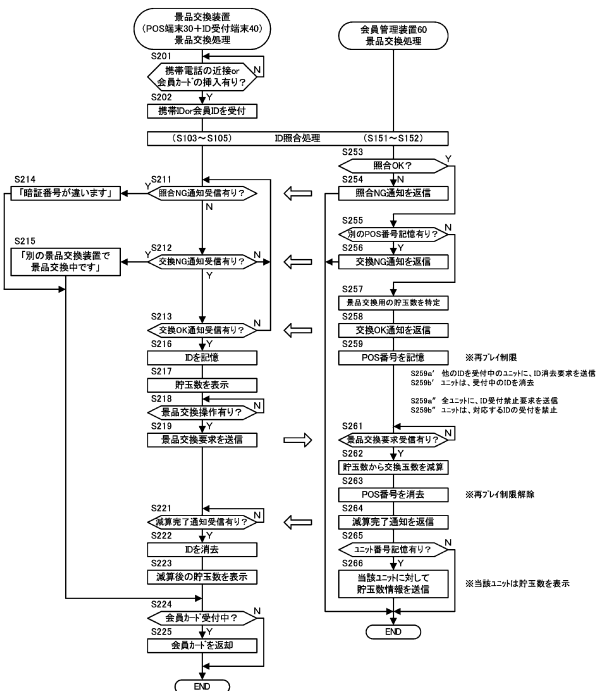 景品交換装置
(POS端末30+ID受付端末40)
景品交換処理
S201
携帯電話の近接or
会員カードの挿入有り?
N
Y
S202
携帯IDor会員IDを受付
会員管理装置60
景品交換処理
(S103～S105) ID照合処理 (S151～S152)
S253
照合OK?
Y
N
S254
照合NG通知を返信
S214
「暗証番号が違います」
S211
照合NG通知受信有り?
Y
N
S255
別のPOS番号記憶有り?
N
Y
S256
交換NG通知を返信
S215
「別の景品交換装置で
景品交換中です」
S212
交換NG通知受信有り?
Y
N
Y
S257
景品交換用の貯玉数を特定
S258
交換OK通知を返信
S213
交換OK通知受信有り?
N
Y
S259
POS番号を記憶
※再プレイ制限
S259a' 他のIDを受付中のユニットに、ID消去要求を送信
S259b' ユニットは、受付中のIDを消去
S259a" 全ユニットに、ID受付禁止要求を送信
S259b" ユニットは、対応するIDの受付を禁止
S216
IDを記憶
S217
貯玉数を表示
S218
景品交換操作有り?
N
Y
S219
景品交換要求を送信
S261
景品交換要求受信有り?
N
Y
S262
貯玉数から交換玉数を減算
S263
POS番号を消去
※再プレイ制限解除
S264
減算完了通知を返信
S221
減算完了通知受信有り?
N
Y
S222
IDを消去
S223
減算後の貯玉数を表示
S265
ユニット番号記憶有り?
N
Y
S266
当該ユニットに対して
貯玉数情報を送信
※当該ユニットは貯玉数を表示
END
S224
会員カード受付中?
N
Y
S225
会員カードを返却
END